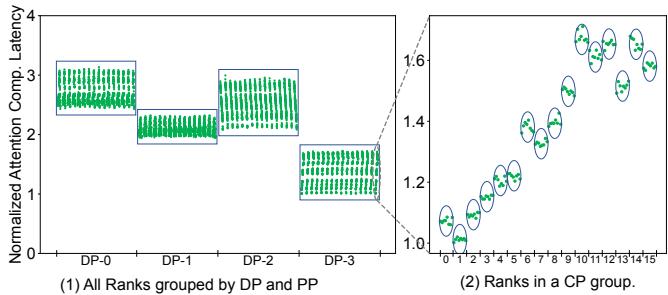 Normalized Attention Comp. Latency
4
3
2
1
0
DP-0 DP-1 DP-2 DP-3
(1) All Ranks grouped by DP and PP
1.6
1.4
1.2
1.0
0 1 2 3 4 5 6 7 8 9 10 11 12 13 14 15
(2) Ranks in a CP group.